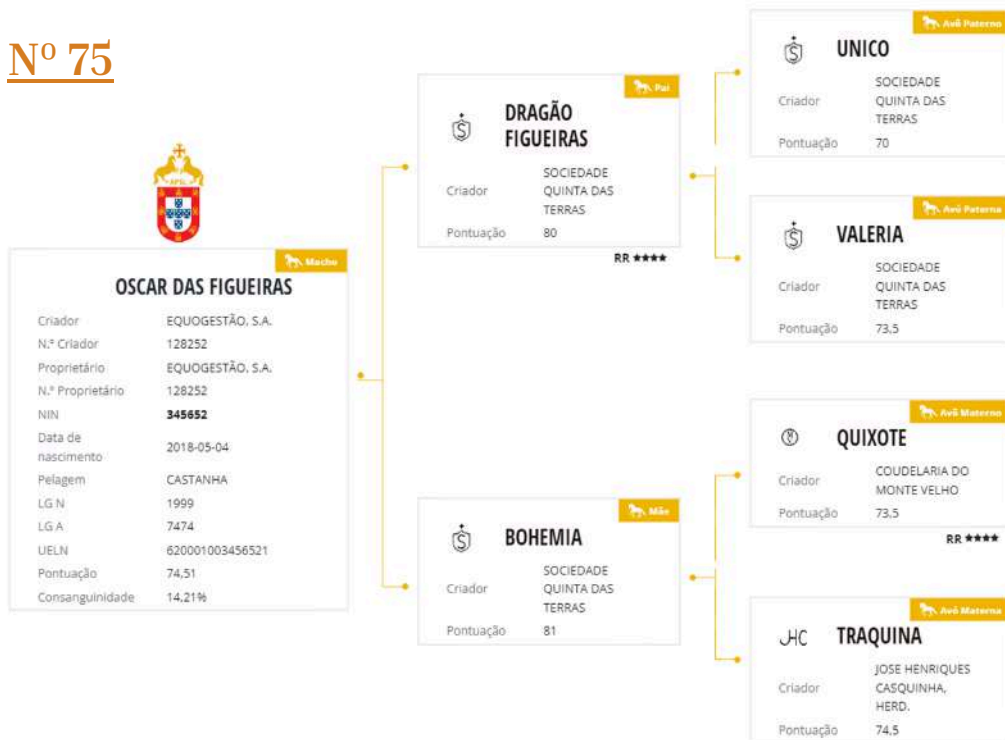 Nº 75
APSL
Macho
OSCAR DAS FIGUEIRAS
Criador EQUOGESTÃO, S.A.
N.º Criador 128252
Proprietário EQUOGESTÃO, S.A.
N.º Proprietário 128252
NIN 345652
Data de
nascimento 2018-05-04
Pelagem CASTANHA
LG N 1999
LG A 7474
UELN 620001003456521
Pontuação 74,51
Consanguinidade 14,21%
Pai
DRAGÃO
FIGUEIRAS
Criador SOCIEDADE
QUINTA DAS
TERRAS
Pontuação 80
RR ★★★★
Mãe
BOHEMIA
Criador SOCIEDADE
QUINTA DAS
TERRAS
Pontuação 81
Avô Paterno
UNICO
Criador SOCIEDADE
QUINTA DAS
TERRAS
Pontuação 70
Avó Paterna
VALERIA
Criador SOCIEDADE
QUINTA DAS
TERRAS
Pontuação 73,5
Avô Materno
QUIXOTE
Criador COUDELARIA DO
MONTE VELHO
Pontuação 73,5
RR ★★★★
Avó Materna
JHC TRAQUINA
Criador JOSE HENRIQUES
CASQUINHA,
HERD.
Pontuação 74,5